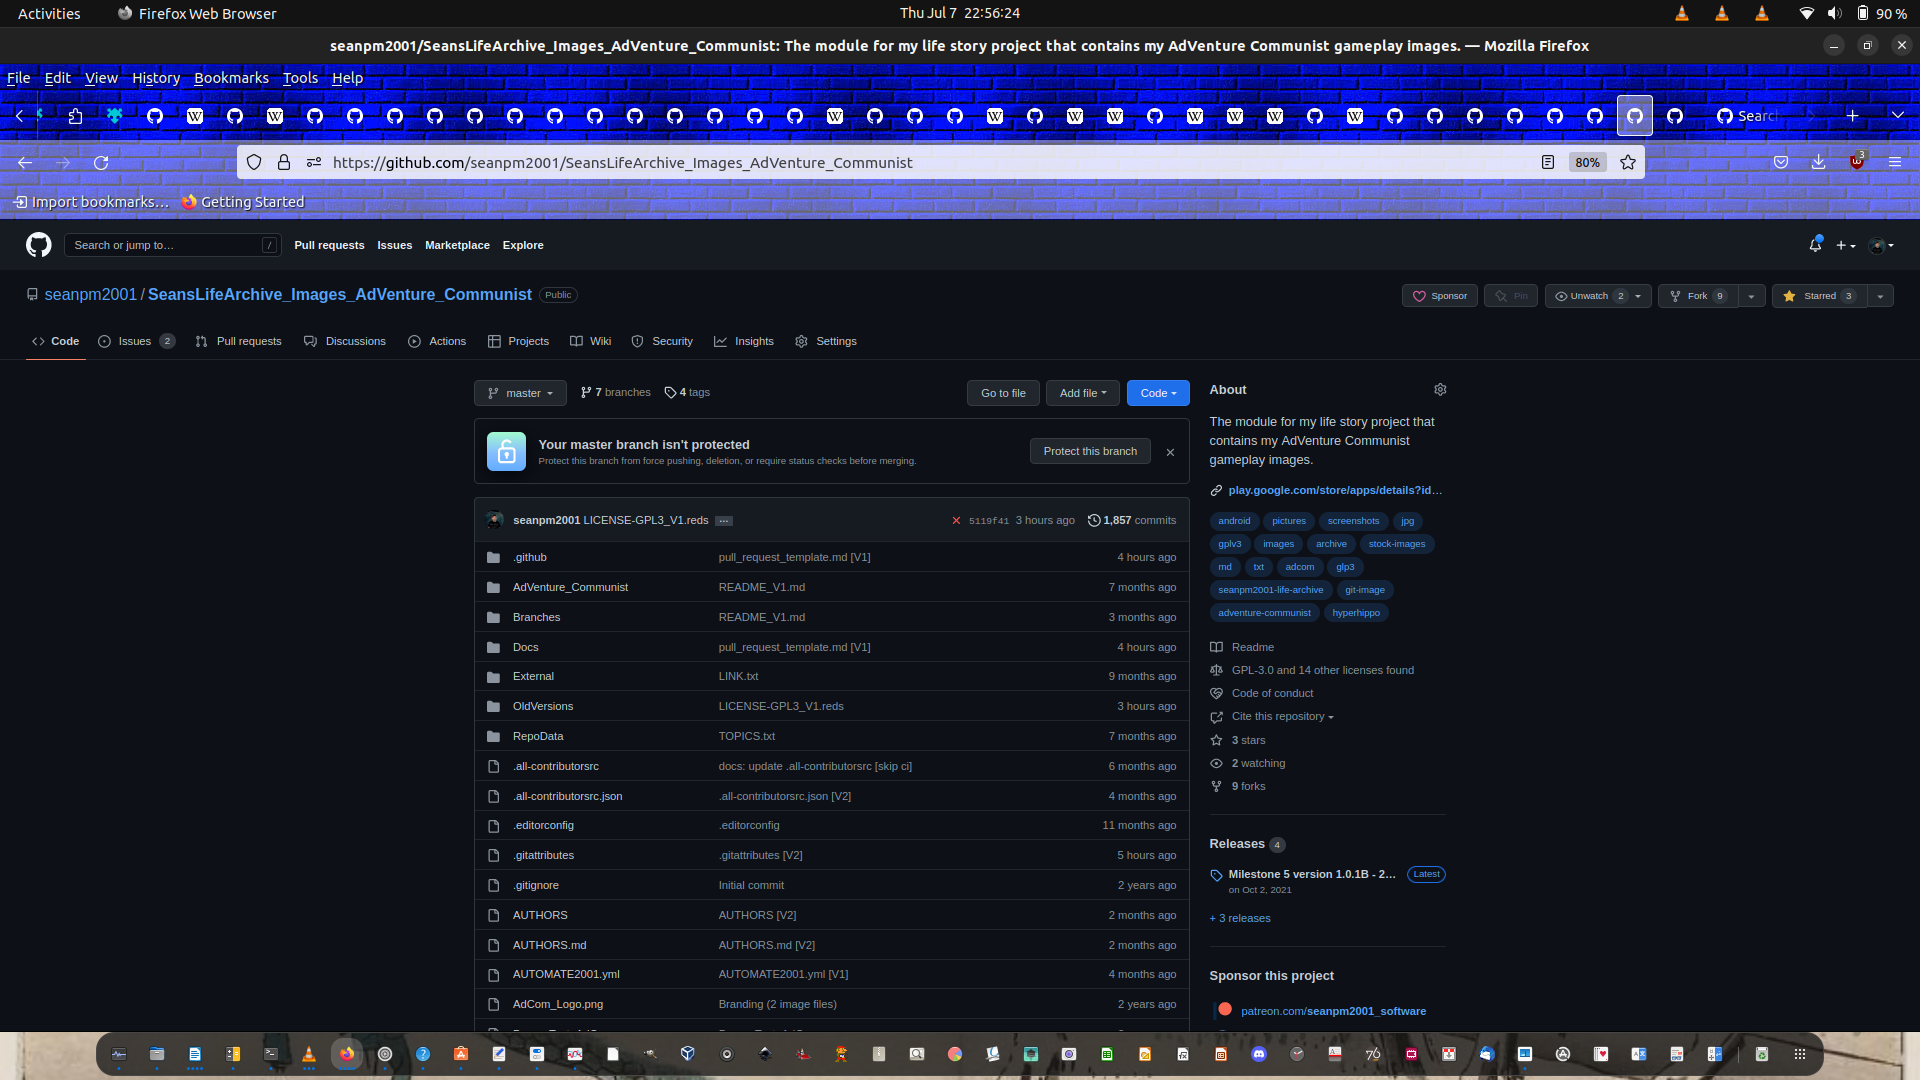 Activities
Firefox Web Browser
Thu Jul 7 22:56:24
90 %
seanpm2001/SeansLifeArchive_Images_AdVenture_Communist: The module for my life story project that contains my AdVenture Communist gameplay images. — Mozilla Firefox
File Edit View History Bookmarks Tools Help
Search
https://github.com/seanpm2001/SeansLifeArchive_Images_AdVenture_Communist
80%
3
Import bookmarks…
Getting Started
Search or jump to…
/
Pull requests Issues Marketplace Explore
seanpm2001 / SeansLifeArchive_Images_AdVenture_Communist
Public
Sponsor
Pin
Unwatch 2
Fork 9
Starred 3
Code
Issues 2
Pull requests
Discussions
Actions
Projects
Wiki
Security
Insights
Settings
master
7 branches
4 tags
Go to file
Add file
Code
Your master branch isn't protected
Protect this branch from force pushing, deletion, or require status checks before merging.
Protect this branch
seanpm2001 LICENSE-GPL3_V1.reds ...
5119f41 3 hours ago
1,857 commits
.github pull_request_template.md [V1] 4 hours ago
AdVenture_Communist README_V1.md 7 months ago
Branches README_V1.md 3 months ago
Docs pull_request_template.md [V1] 4 hours ago
External LINK.txt 9 months ago
OldVersions LICENSE-GPL3_V1.reds 3 hours ago
RepoData TOPICS.txt 7 months ago
.all-contributorsrc docs: update .all-contributorsrc [skip ci] 6 months ago
.all-contributorsrc.json .all-contributorsrc.json [V2] 4 months ago
.editorconfig .editorconfig 11 months ago
.gitattributes .gitattributes [V2] 5 hours ago
.gitignore Initial commit 2 years ago
AUTHORS AUTHORS [V2] 2 months ago
AUTHORS.md AUTHORS.md [V2] 2 months ago
AUTOMATE2001.yml AUTOMATE2001.yml [V1] 4 months ago
AdCom_Logo.png Branding (2 image files) 2 years ago
About
The module for my life story project that
contains my AdVenture Communist
gameplay images.
play.google.com/store/apps/details?id…
android pictures screenshots jpg
gplv3 images archive stock-images
md txt adcom glp3
seanpm2001-life-archive git-image
adventure-communist hyperhippo
Readme
GPL-3.0 and 14 other licenses found
Code of conduct
Cite this repository
3 stars
2 watching
9 forks
Releases 4
Milestone 5 version 1.0.1B - 2…
Latest
on Oct 2, 2021
+ 3 releases
Sponsor this project
patreon.com/seanpm2001_software